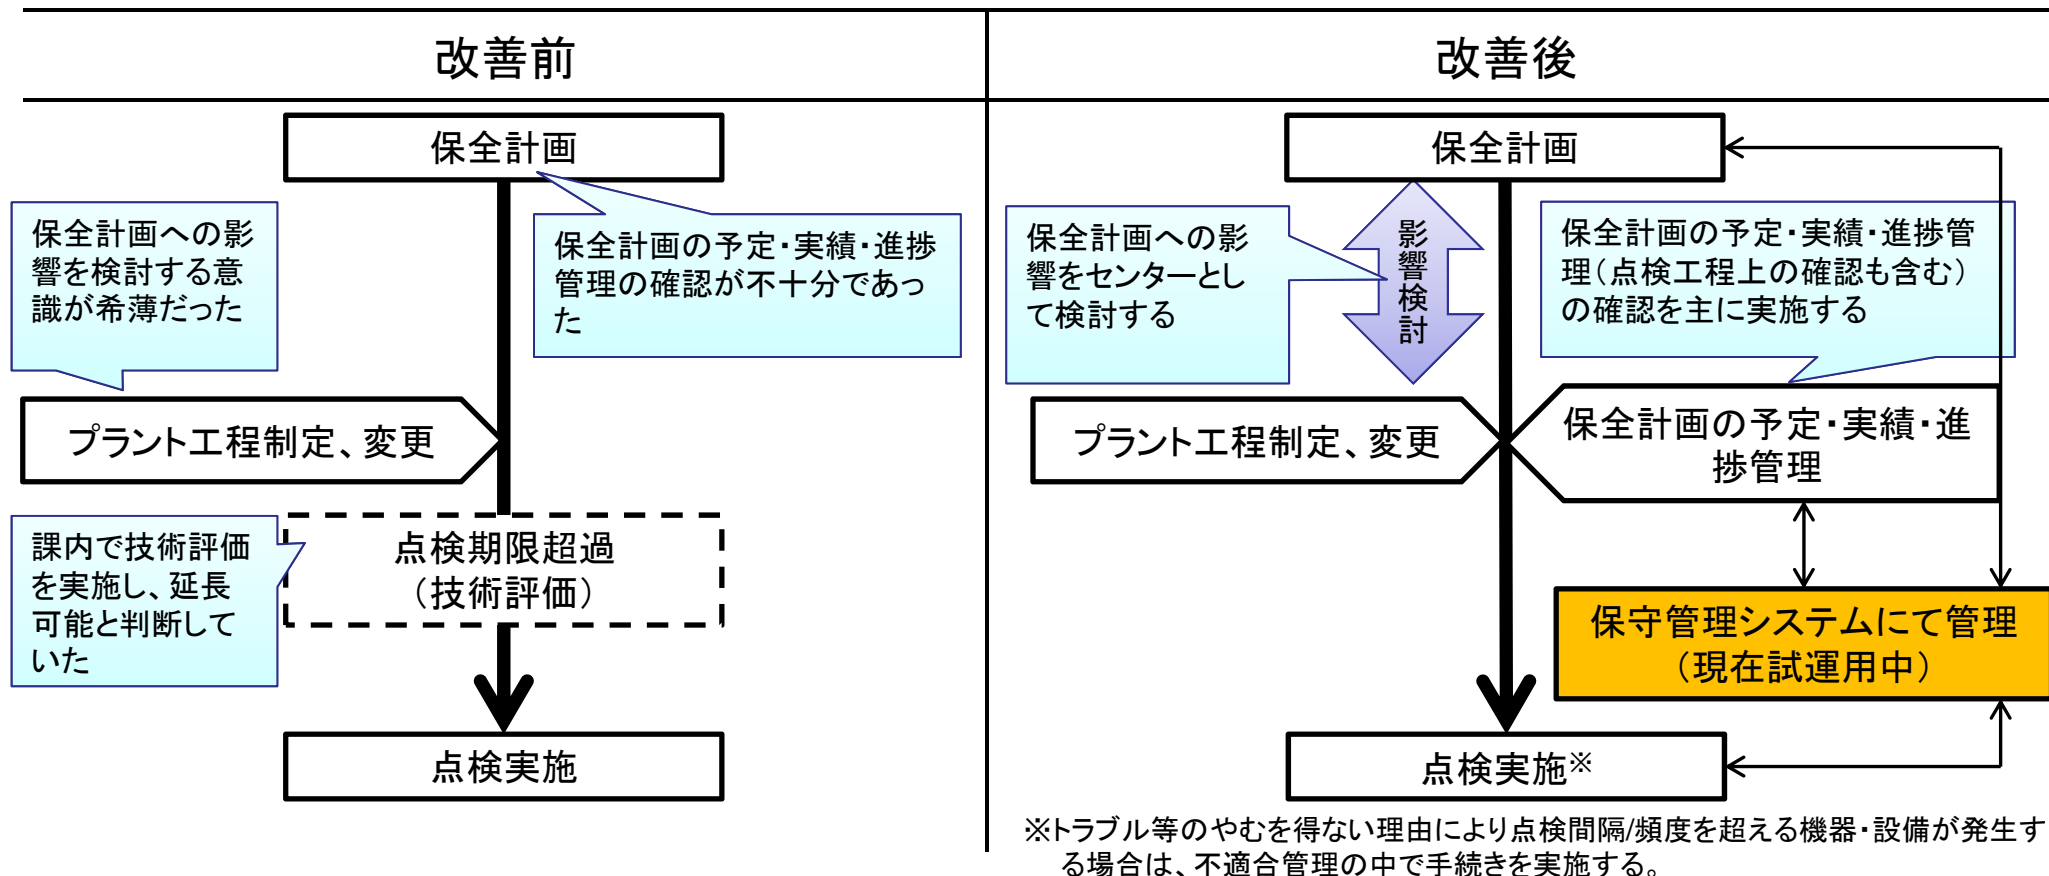 改善前
保全計画
保全計画への影
響を検討する意
識が希薄だった
保全計画の予定・実績・進捗
管理の確認が不十分であっ
た
プラント工程制定、変更
課内で技術評価
を実施し、延長
可能と判断して
いた
点検期限超過
（技術評価）
点検実施
改善後
保全計画
保全計画への影
響をセンターとし
て検討する
影響検討
保全計画の予定・実績・進捗管
理（点検工程上の確認も含む）
の確認を主に実施する
プラント工程制定、変更
保全計画の予定・実績・進
捗管理
保守管理システムにて管理
（現在試運用中）
点検実施※
※トラブル等のやむを得ない理由により点検間隔/頻度を超える機器・設備が発生す
る場合は、不適合管理の中で手続きを実施する。